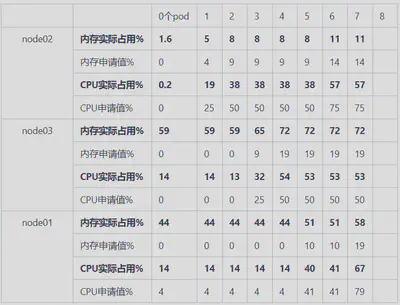 0个pod 1 2 3 4 5 6 7 8
node02 内存实际占用% 1.6 5 8 8 8 8 11 11
内存申请值% 0 4 9 9 9 9 14 14
CPU实际占用% 0.2 19 38 38 38 38 57 57
CPU申请值% 0 25 50 50 50 50 75 75
node03 内存实际占用% 59 59 59 65 72 72 72 72
内存申请值% 0 0 0 9 19 19 19 19
CPU实际占用% 14 14 13 32 54 53 53 53
CPU申请值% 0 0 0 25 50 50 50 50
node01 内存实际占用% 44 44 44 44 44 51 51 58
内存申请值% 0 0 0 0 0 10 10 19
CPU实际占用% 14 14 14 14 14 40 41 67
CPU申请值% 4 4 4 4 4 41 41 79